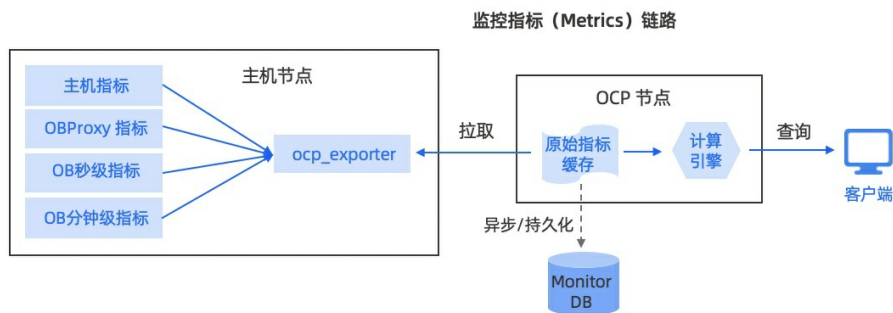 监控指标（Metrics）链路
主机节点
主机指标
OBProxy 指标
OB秒级指标
OB分钟级指标
ocp_exporter
拉取
OCP 节点
原始指标
缓存
计算
引擎
查询
客户端
异步/持久化
Monitor
DB